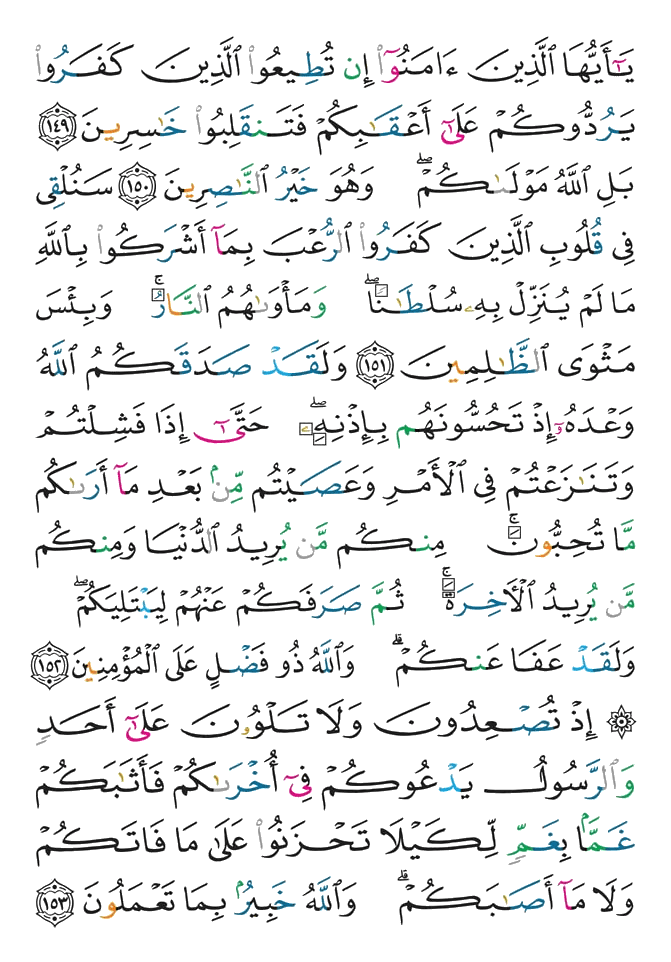 يَٰٓأَيُّهَا ٱلَّذِينَ ءَامَنُوٓا۟ إِن تُطِيعُوا۟ ٱلَّذِينَ كَفَرُوا۟
يَرُدُّوكُمْ عَلَىٰٓ أَعْقَٰبِكُمْ فَتَنقَلِبُوا۟ خَٰسِرِينَ ١٤٩
بَلِ ٱللَّهُ مَوْلَىٰكُمْ ۖ وَهُوَ خَيْرُ ٱلنَّٰصِرِينَ ١٥٠ سَنُلْقِى
فِى قُلُوبِ ٱلَّذِينَ كَفَرُوا۟ ٱلرُّعْبَ بِمَآ أَشْرَكُوا۟ بِٱللَّهِ
مَا لَمْ يُنَزِّلْ بِهِۦ سُلْطَٰنًا ۖ وَمَأْوَىٰهُمُ ٱلنَّارُ ۚ وَبِئْسَ
مَثْوَى ٱلظَّٰلِمِينَ ١٥١ وَلَقَدْ صَدَقَكُمُ ٱللَّهُ
وَعْدَهُۥٓ إِذْ تَحُسُّونَهُم بِإِذْنِهِۦ ۖ حَتَّىٰٓ إِذَا فَشِلْتُمْ
وَتَنَٰزَعْتُمْ فِى ٱلْأَمْرِ وَعَصَيْتُم مِّنۢ بَعْدِ مَآ أَرَىٰكُم
مَّا تُحِبُّونَ ۚ مِنكُم مَّن يُرِيدُ ٱلدُّنْيَا وَمِنكُم
مَّن يُرِيدُ ٱلْءَاخِرَةَ ۚ ثُمَّ صَرَفَكُمْ عَنْهُمْ لِيَبْتَلِيَكُمْ ۖ
وَلَقَدْ عَفَا عَنكُمْ ۗ وَٱللَّهُ ذُو فَضْلٍ عَلَى ٱلْمُؤْمِنِينَ ١٥٢
۞ إِذْ تُصْعِدُونَ وَلَا تَلْوُۥنَ عَلَىٰٓ أَحَدٍ
وَٱلرَّسُولُ يَدْعُوكُمْ فِىٓ أُخْرَىٰكُمْ فَأَثَٰبَكُمْ
غَمًّۢا بِغَمٍّ لِّكَيْلَا تَحْزَنُوا۟ عَلَىٰ مَا فَاتَكُمْ
وَلَا مَآ أَصَٰبَكُمْ ۗ وَٱللَّهُ خَبِيرٌۢ بِمَا تَعْمَلُونَ ١٥٣